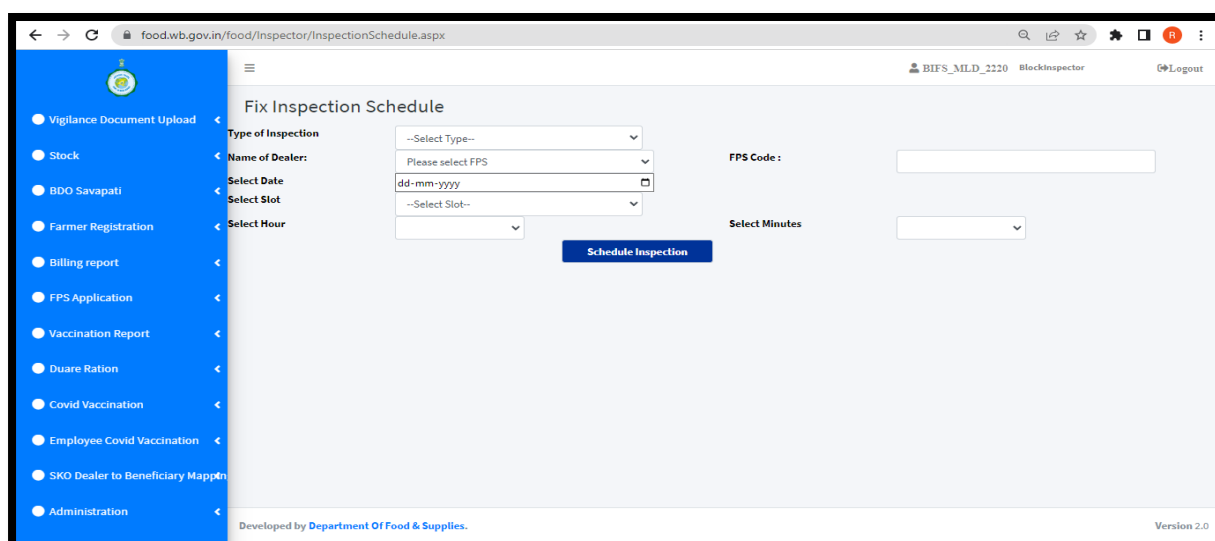 food.wb.gov.in/food/Inspector/InspectionSchedule.aspx
R
BIFS_MLD_2220 BlockInspector Logout
Fix Inspection Schedule
Vigilance Document Upload
Stock
BDO Savapati
Farmer Registration
Billing report
FPS Application
Vaccination Report
Duare Ration
Covid Vaccination
Employee Covid Vaccination
SKO Dealer to Beneficiary Mappin
Administration
Type of Inspection --Select Type--
Name of Dealer: Please select FPS FPS Code :
Select Date dd-mm-yyyy
Select Slot --Select Slot--
Select Hour Select Minutes
Schedule Inspection
Developed by Department Of Food & Supplies. Version 2.0